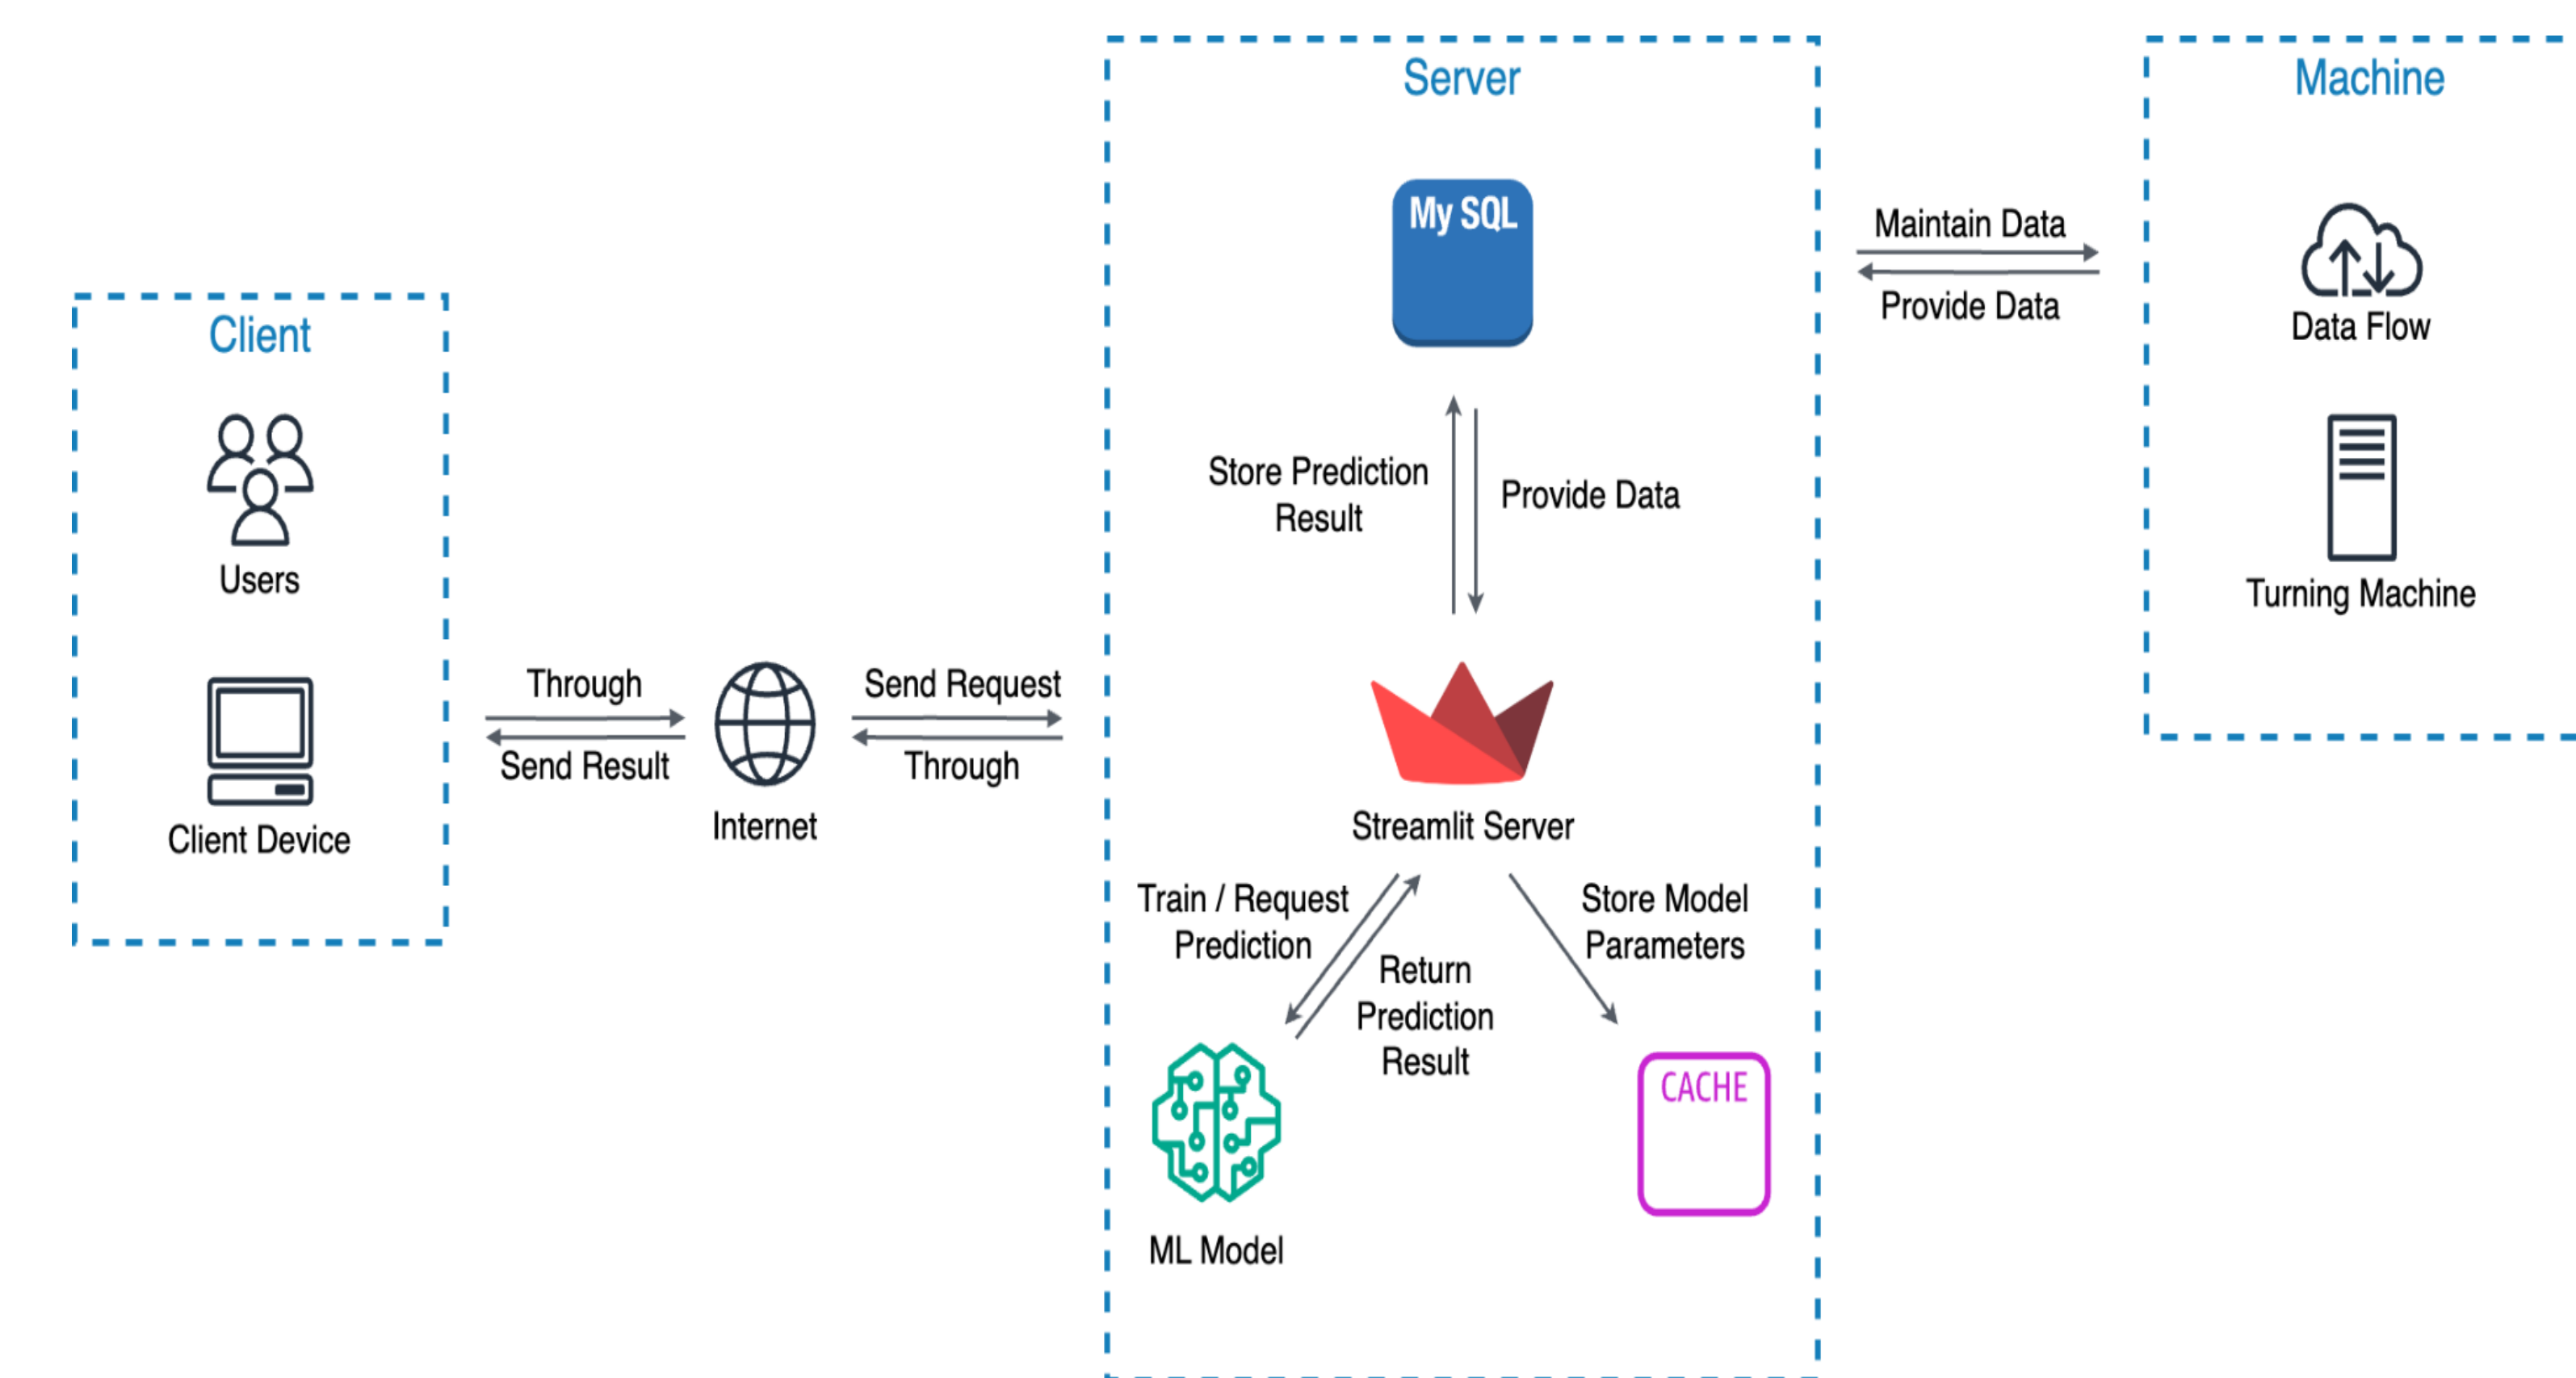 Client
Users
Client Device
Through
Send Result
Internet
Send Request
Through
Server
My SQL
Store Prediction
Result
Provide Data
Streamlit Server
Train / Request
Prediction
Return
Prediction
Result
Store Model
Parameters
ML Model
CACHE
Maintain Data
Provide Data
Machine
Data Flow
Turning Machine